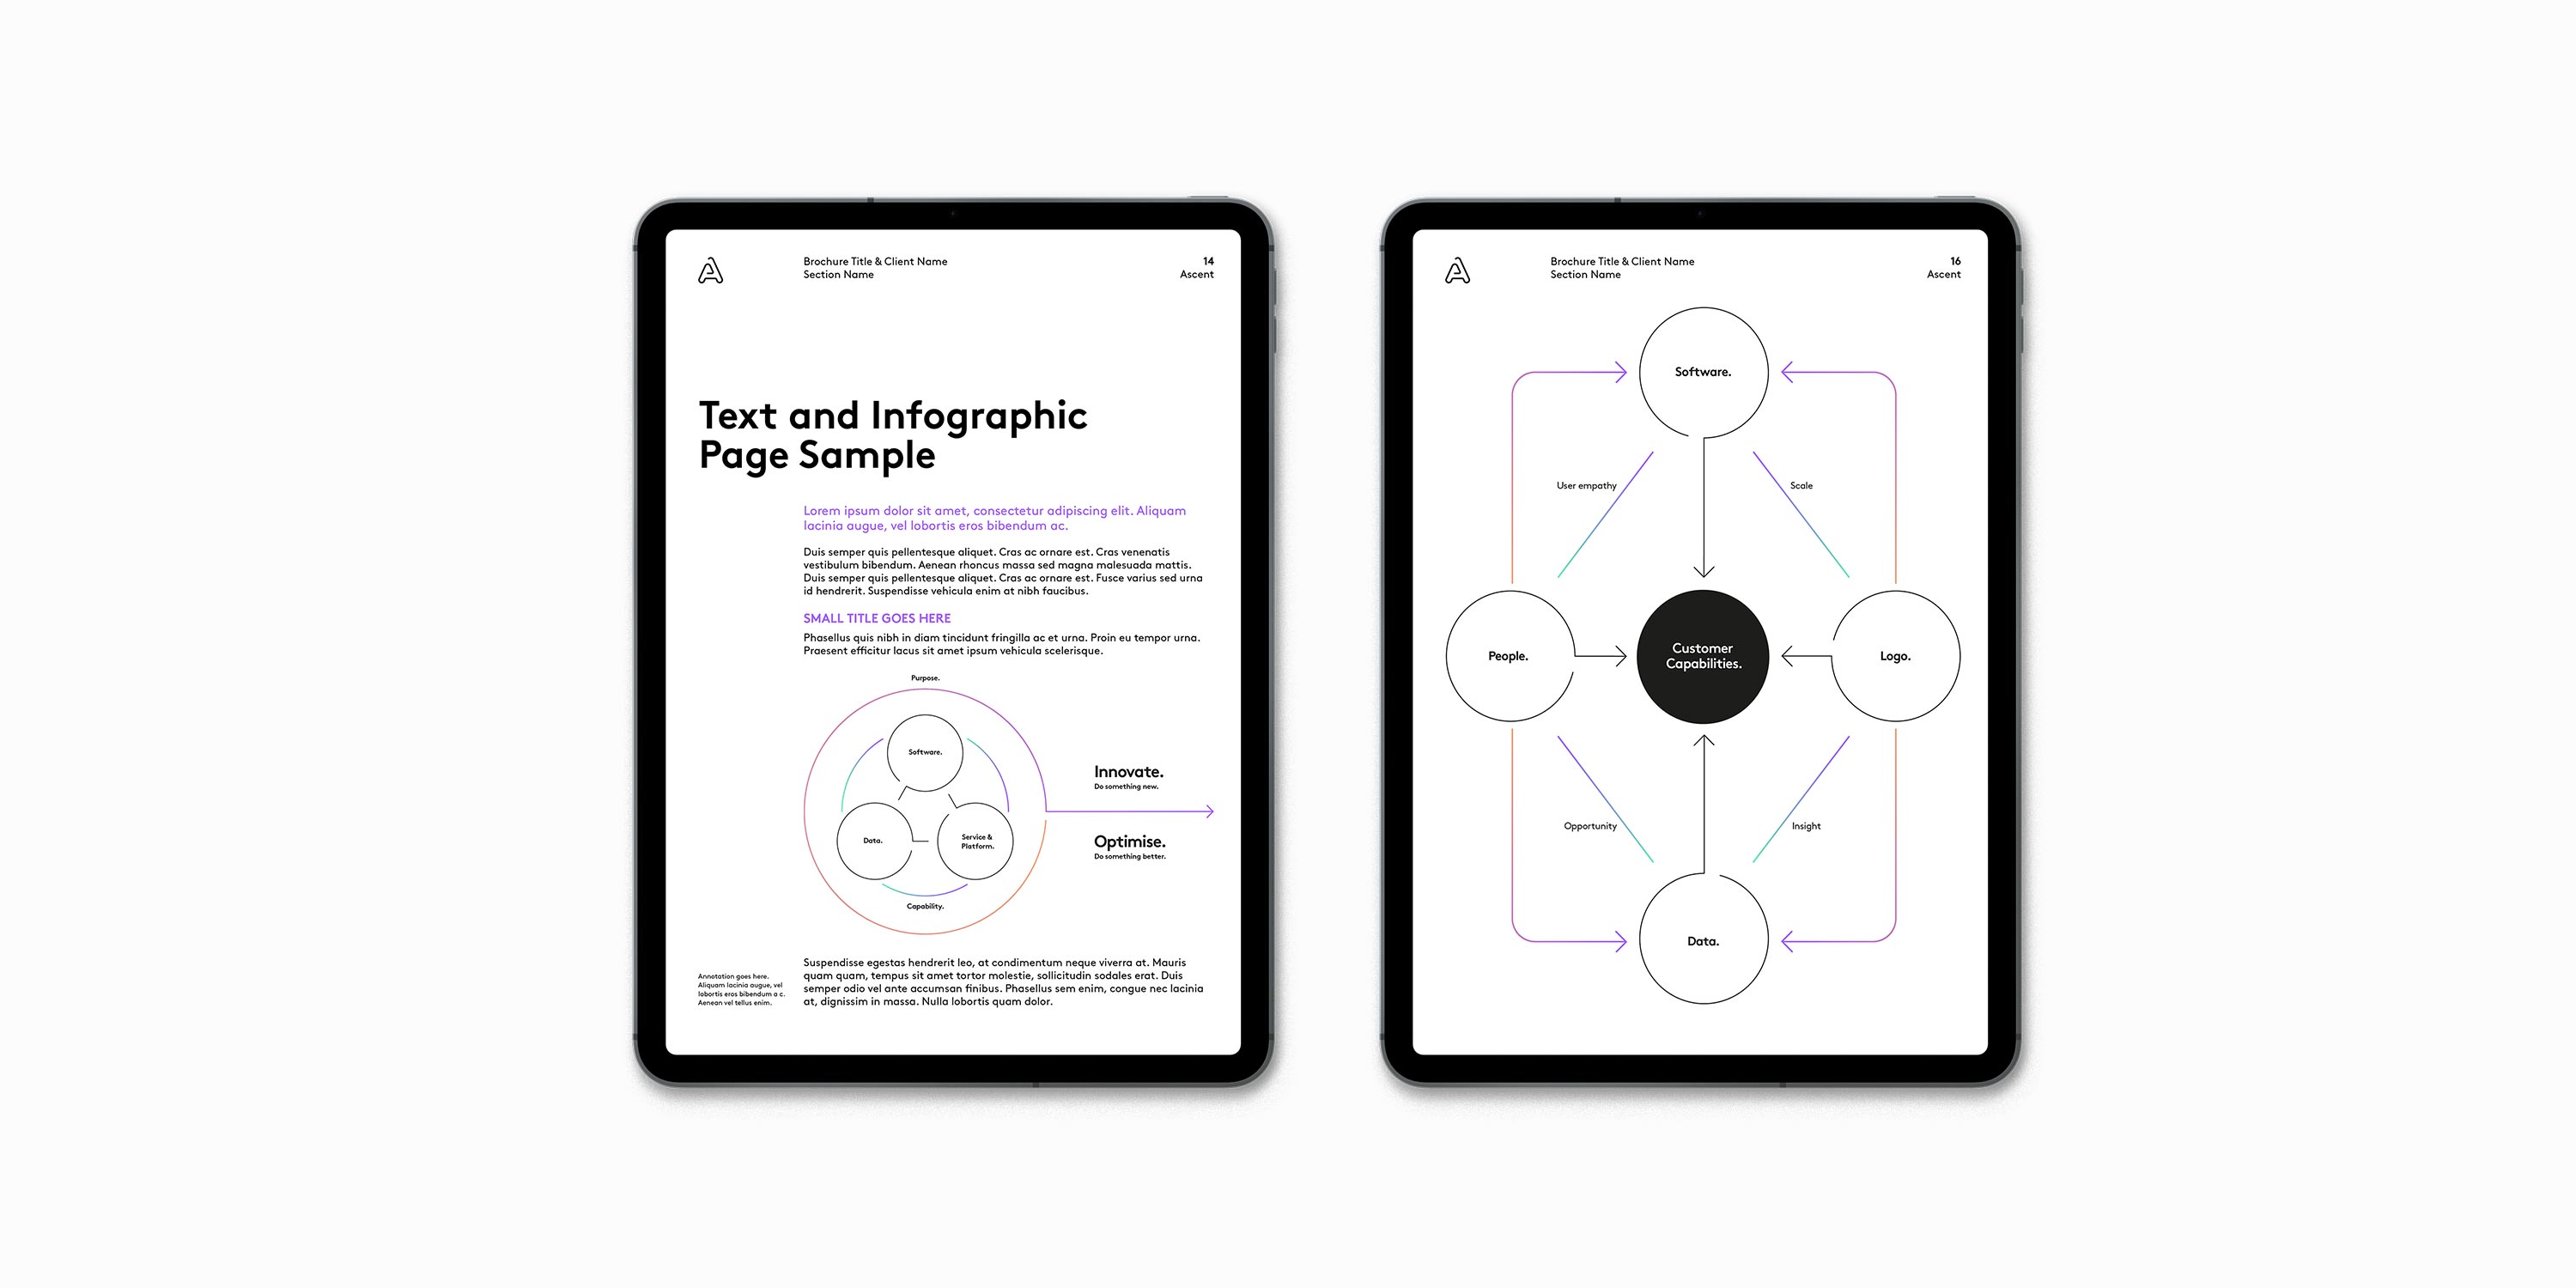 Brochure Title & Client Name
Section Name
14
Ascent
Text and Infographic
Page Sample
Lorem ipsum dolor sit amet, consectetur adipiscing elit. Aliquam
lacinia augue, vel lobortis eros bibendum ac.
Duis semper quis pellentesque aliquet. Cras ac ornare est. Cras venenatis
vestibulum bibendum. Aenean rhoncus massa sed magna malesuada mattis.
Duis semper quis pellentesque aliquet. Cras ac ornare est. Fusce varius sed urna
id hendrerit. Suspendisse vehicula enim at nibh faucibus.
SMALL TITLE GOES HERE
Phasellus quis nibh in diam tincidunt fringilla ac et urna. Proin eu tempor urna.
Praesent efficitur lacus sit amet ipsum vehicula scelerisque.
Purpose.
Software.
Data.
Service &
Platform.
Capability.
Innovate.
Do something new.
Optimise.
Do something better.
Annotation goes here.
Aliquam lacinia augue, vel
lobortis eros bibendum a c.
Aenean vel tellus enim.
Suspendisse egestas hendrerit leo, at condimentum neque viverra at. Mauris
quam quam, tempus sit amet tortor molestie, sollicitudin sodales erat. Duis
semper odio vel ante accumsan finibus. Phasellus sem enim, congue nec lacinia
at, dignissim in massa. Nulla lobortis quam dolor.
Brochure Title & Client Name
Section Name
16
Ascent
Software.
User empathy
Scale
People.
Customer
Capabilities.
Logo.
Opportunity
Insight
Data.